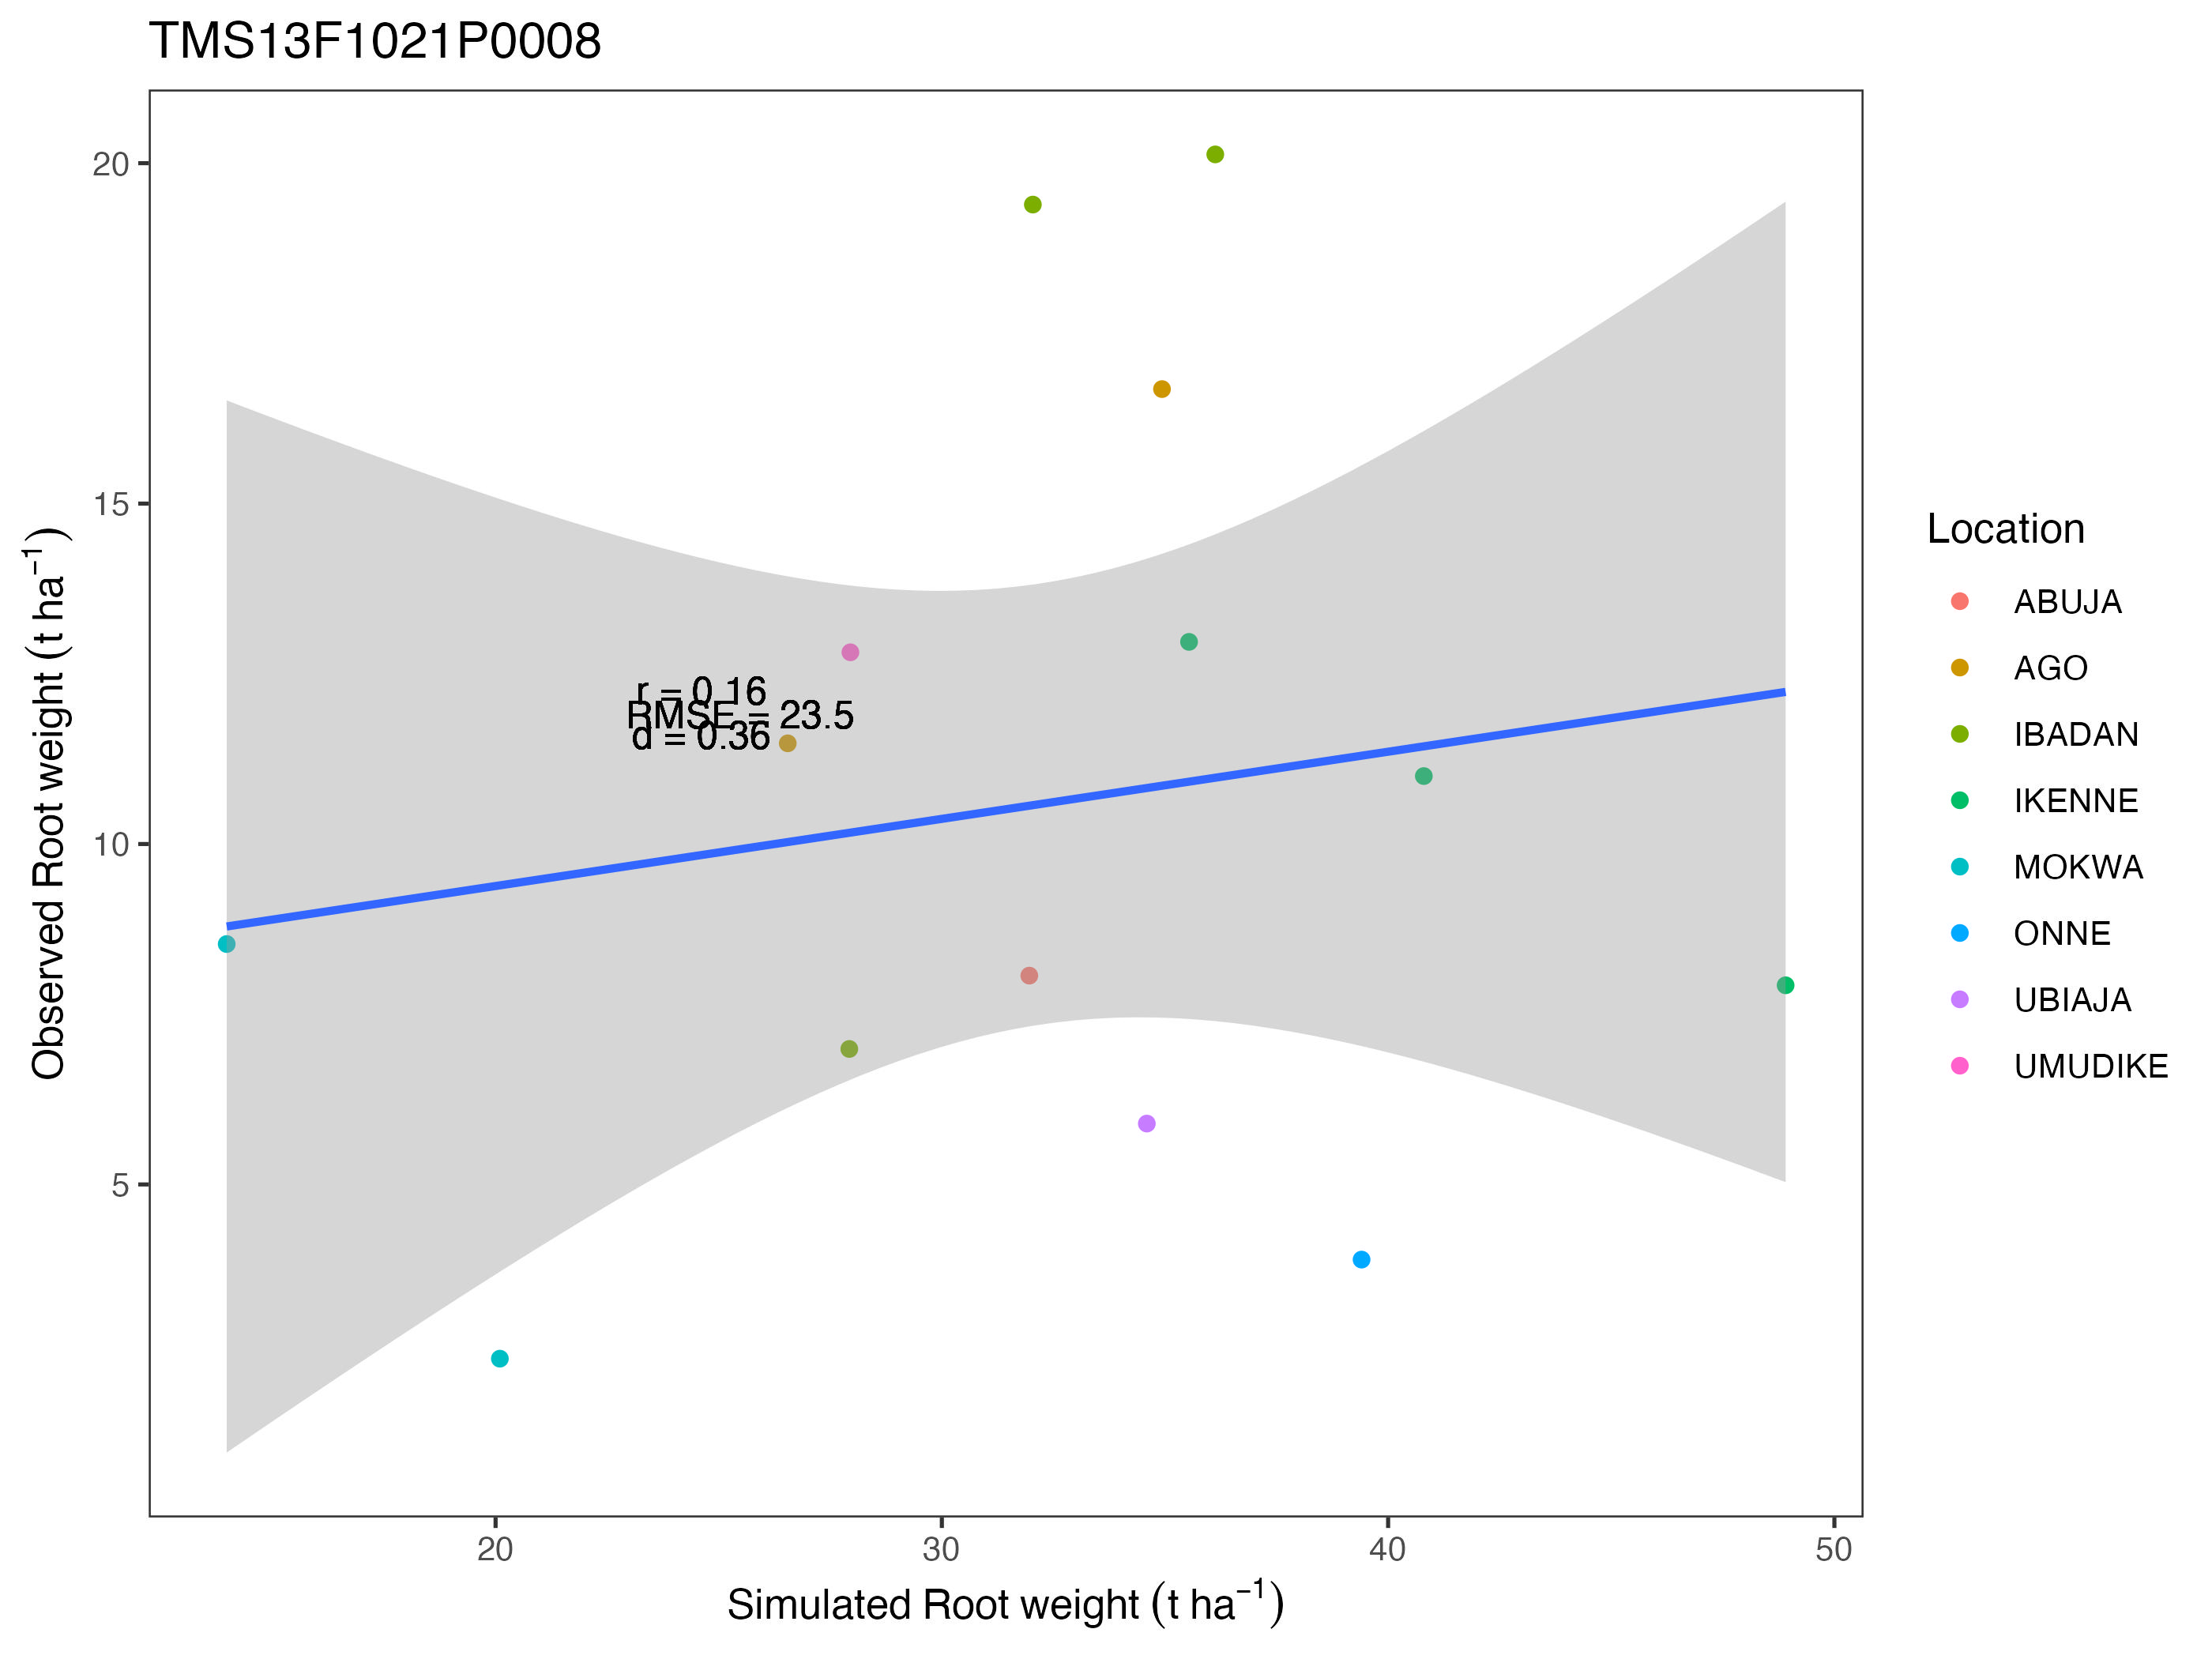 TMS13F1021P0008
20
15
10
5
Observed Root weight (t ha⁻¹)
r = 0.16
RMSE = 23.5
d = 0.36
20
30
40
50
Simulated Root weight (t ha⁻¹)
Location
ABUJA
AGO
IBADAN
IKENNE
MOKWA
ONNE
UBIAJA
UMUDIKE